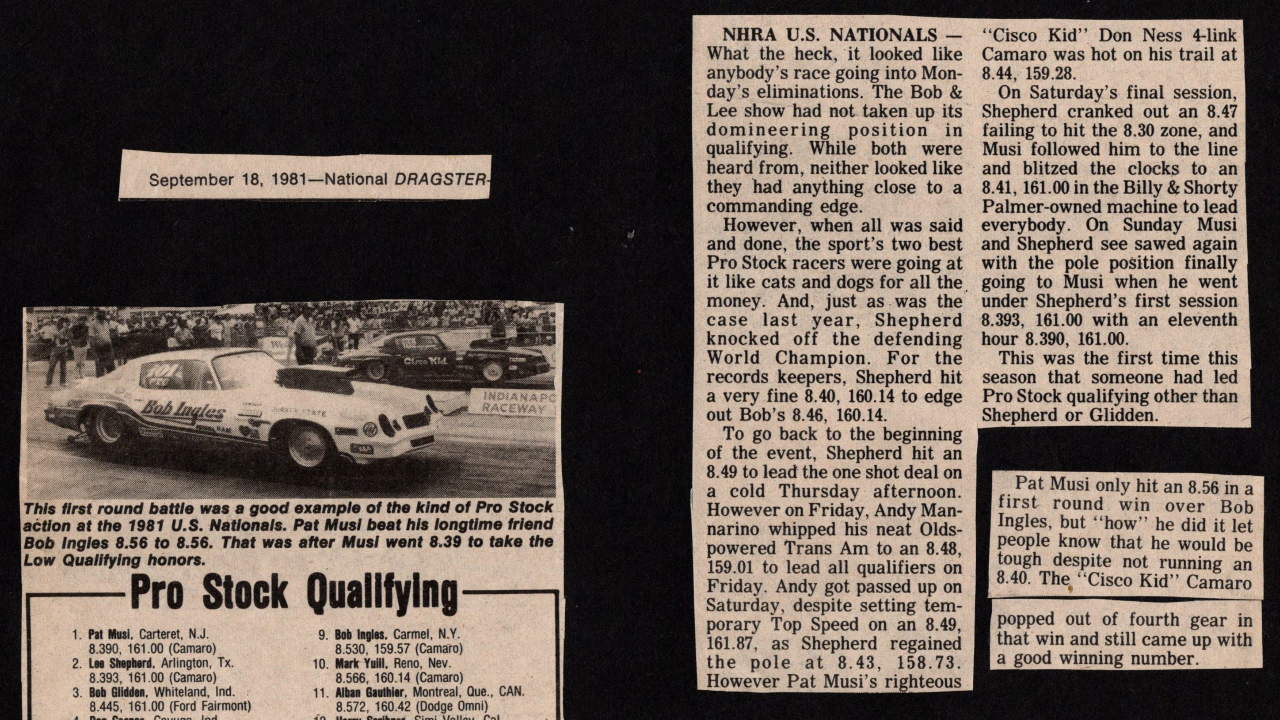 September 18, 1981—National DRAGSTER-
101
Bob Ingles
Cisco Kid
INDIANAPO
RACEWAY
This first round battle was a good example of the kind of Pro Stock
action at the 1981 U.S. Nationals. Pat Musi beat his longtime friend
Bob Ingles 8.56 to 8.56. That was after Musi went 8.39 to take the
Low Qualifying honors.
Pro Stock Qualifying
1. Pat Musi, Carteret, N.J.
8.390, 161.00 (Camaro)
2. Lee Shepherd, Arlington, Tx.
8.393, 161.00 (Camaro)
3. Bob Glidden, Whiteland, Ind.
8.445, 161.00 (Ford Fairmont)
9. Bob Ingles, Carmel, N.Y.
8.530, 159.57 (Camaro)
10. Mark Yuill, Reno, Nev.
8.566, 160.14 (Camaro)
11. Alban Gauthier, Montreal, Que., CAN.
8.572, 160.42 (Dodge Omni)
NHRA U.S. NATIONALS —
What the heck, it looked like
anybody's race going into Mon-
day's eliminations. The Bob &
Lee show had not taken up its
domineering position in
qualifying. While both were
heard from, neither looked like
they had anything close to a
commanding edge.
However, when all was said
and done, the sport's two best
Pro Stock racers were going at
it like cats and dogs for all the
money. And, just as was the
case last year, Shepherd
knocked off the defending
World Champion. For the
records keepers, Shepherd hit
a very fine 8.40, 160.14 to edge
out Bob's 8.46, 160.14.
To go back to the beginning
of the event, Shepherd hit an
8.49 to lead the one shot deal on
a cold Thursday afternoon.
However on Friday, Andy Man-
narino whipped his neat Olds-
powered Trans Am to an 8.48,
159.01 to lead all qualifiers on
Friday. Andy got passed up on
Saturday, despite setting tem-
porary Top Speed on an 8.49,
161.87, as Shepherd regained
the pole at 8.43, 158.73.
However Pat Musi's righteous
"Cisco Kid" Don Ness 4-link
Camaro was hot on his trail at
8.44, 159.28.
On Saturday's final session,
Shepherd cranked out an 8.47
failing to hit the 8.30 zone, and
Musi followed him to the line
and blitzed the clocks to an
8.41, 161.00 in the Billy & Shorty
Palmer-owned machine to lead
everybody. On Sunday Musi
and Shepherd see sawed again
with the pole position finally
going to Musi when he went
under Shepherd's first session
8.393, 161.00 with an eleventh
hour 8.390, 161.00.
This was the first time this
season that someone had led
Pro Stock qualifying other than
Shepherd or Glidden.
Pat Musi only hit an 8.56 in a
first round win over Bob
Ingles, but "how" he did it let
people know that he would be
tough despite not running an
8.40. The "Cisco Kid" Camaro
popped out of fourth gear in
that win and still came up with
a good winning number.